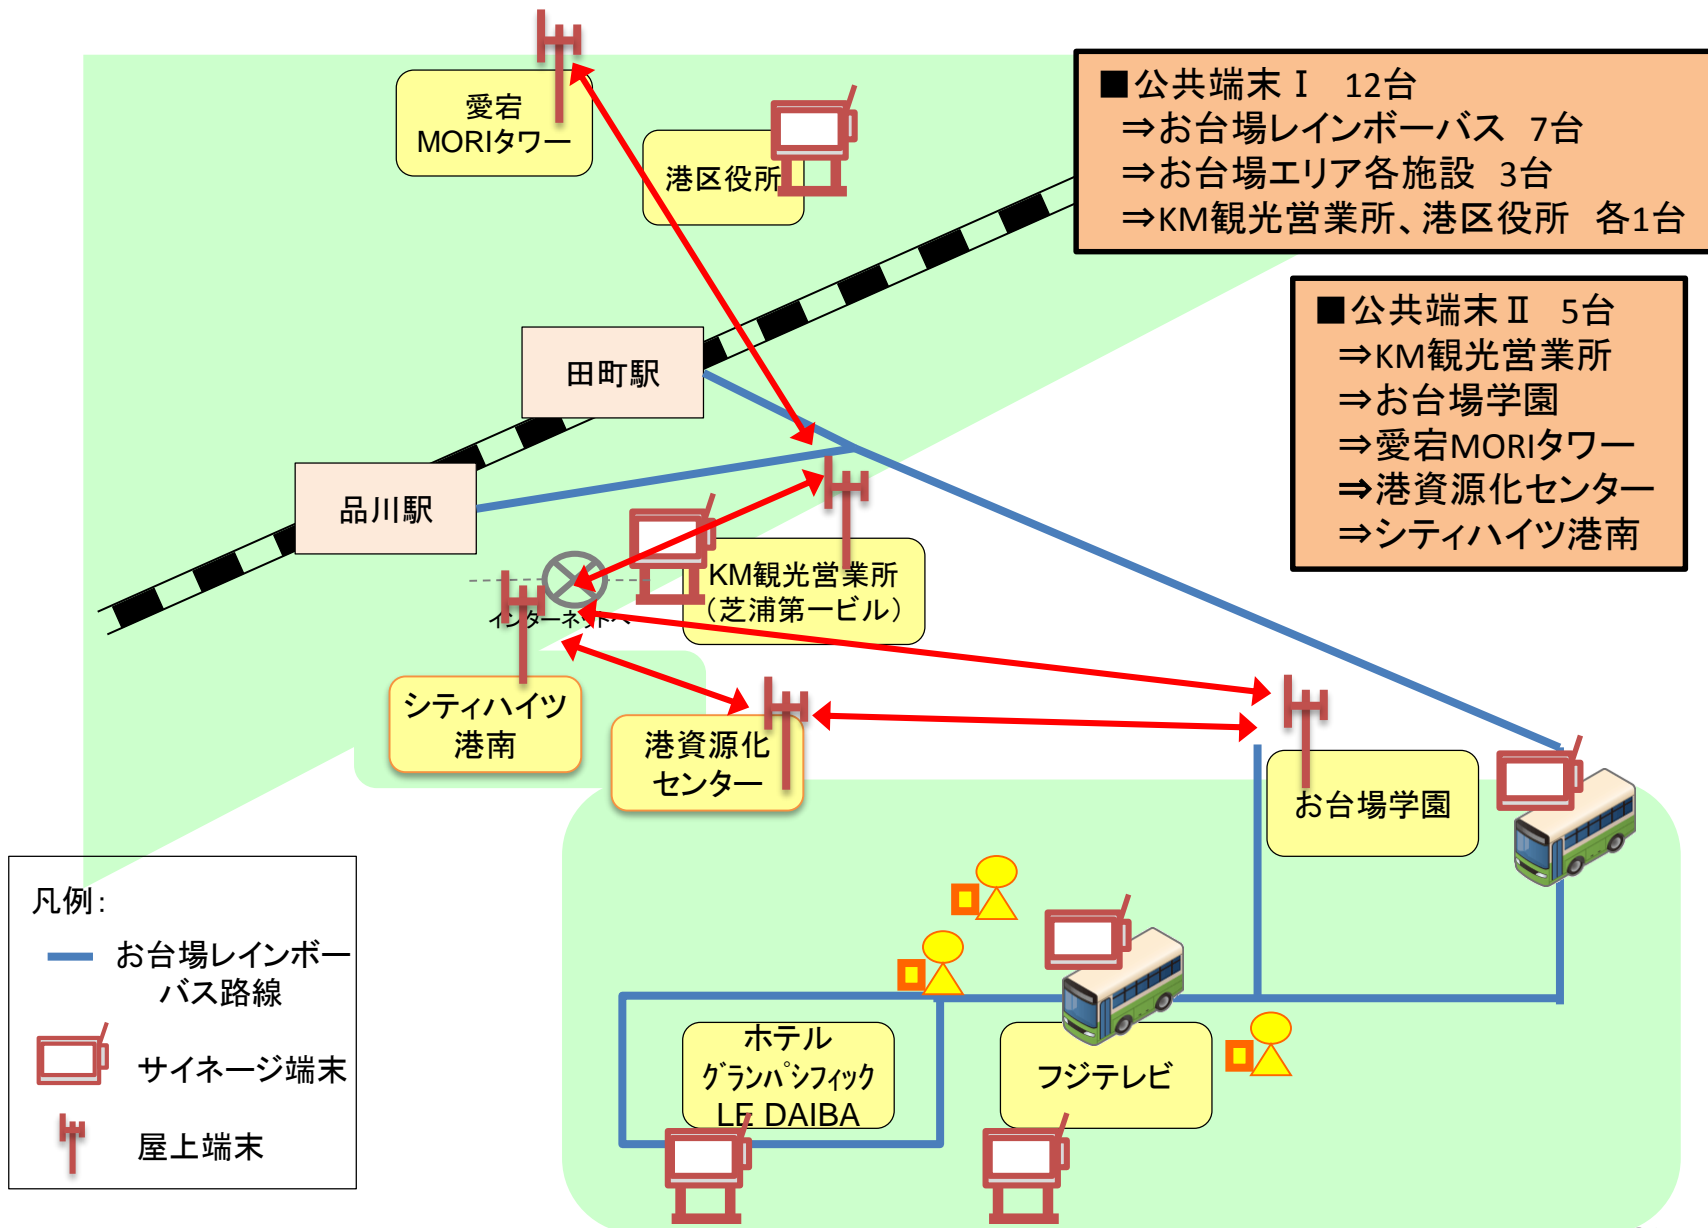 愛宕
MORIタワー
港区役所
■公共端末Ⅰ 12台
⇒お台場レインボーバス 7台
⇒お台場エリア各施設 3台
⇒KM観光営業所、港区役所 各1台
■公共端末Ⅱ 5台
⇒KM観光営業所
⇒お台場学園
⇒愛宕MORIタワー
⇒港資源化センター
⇒シティハイツ港南
田町駅
品川駅
KM観光営業所
（芝浦第一ビル）
インターネットへ
シティハイツ
港南
港資源化
センター
お台場学園
凡例：
お台場レインボー
バス路線
サイネージ端末
屋上端末
ホテル
グランパシフィック
LE DAIBA
フジテレビ